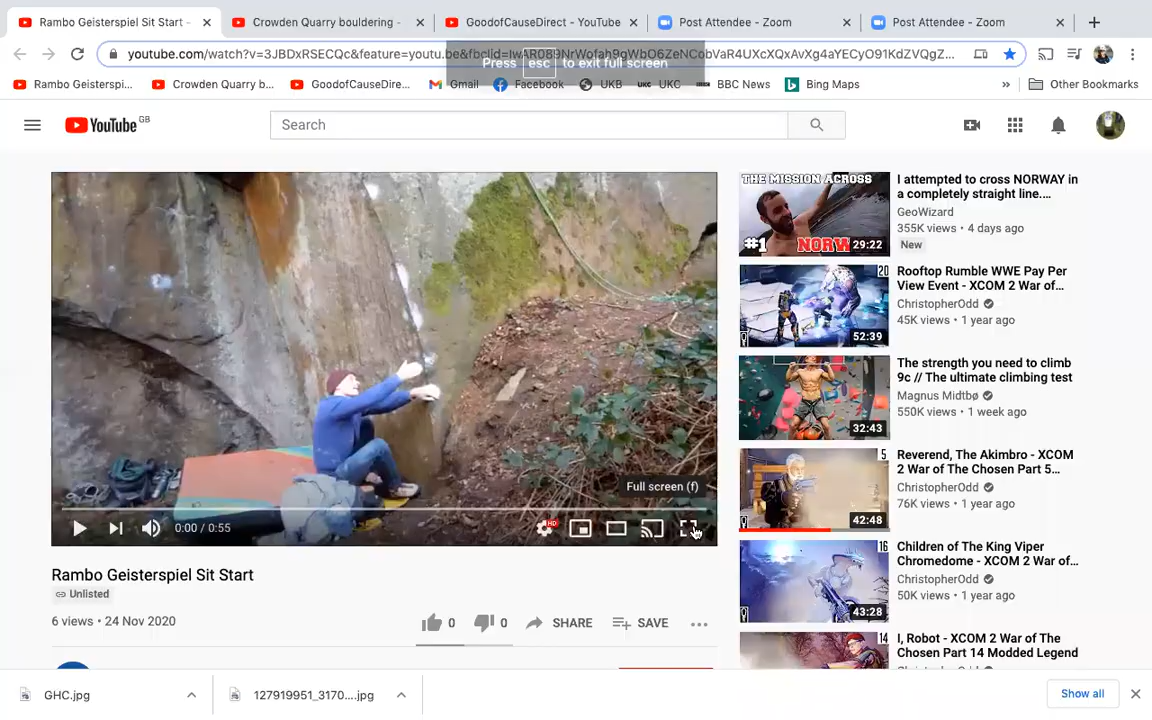 Rambo Geisterspiel Sit Start -
Crowden Quarry bouldering -
GoodofCauseDirect - YouTube
Post Attendee - Zoom
Post Attendee - Zoom
Press esc to exit full screen
Rambo Geisterspi...
Crowden Quarry b...
GoodofCauseDire...
Gmail
Facebook
UKB
UKC
UKC
BBC News
Bing Maps
»
Other Bookmarks
YouTube GB
Search
THE MISSION ACROSS
#1
29:22
I attempted to cross NORWAY in
a completely straight line....
GeoWizard
355K views • 4 days ago
New
20
52:39
Rooftop Rumble WWE Pay Per
View Event - XCOM 2 War of...
ChristopherOdd
45K views • 1 year ago
32:43
The strength you need to climb
9c // The ultimate climbing test
Magnus Midtbø
550K views • 1 week ago
5
42:48
Reverend, The Akimbro - XCOM
2 War of The Chosen Part 5...
ChristopherOdd
76K views • 1 year ago
16
43:28
Children of The King Viper
Chromedome - XCOM 2 War of...
ChristopherOdd
50K views • 1 year ago
14
I, Robot - XCOM 2 War of The
Chosen Part 14 Modded Legend
Full screen (f)
0:00 / 0:55
HD
Rambo Geisterspiel Sit Start
Unlisted
6 views • 24 Nov 2020
0
0
SHARE
SAVE
GHC.jpg
127919951_3170....jpg
Show all